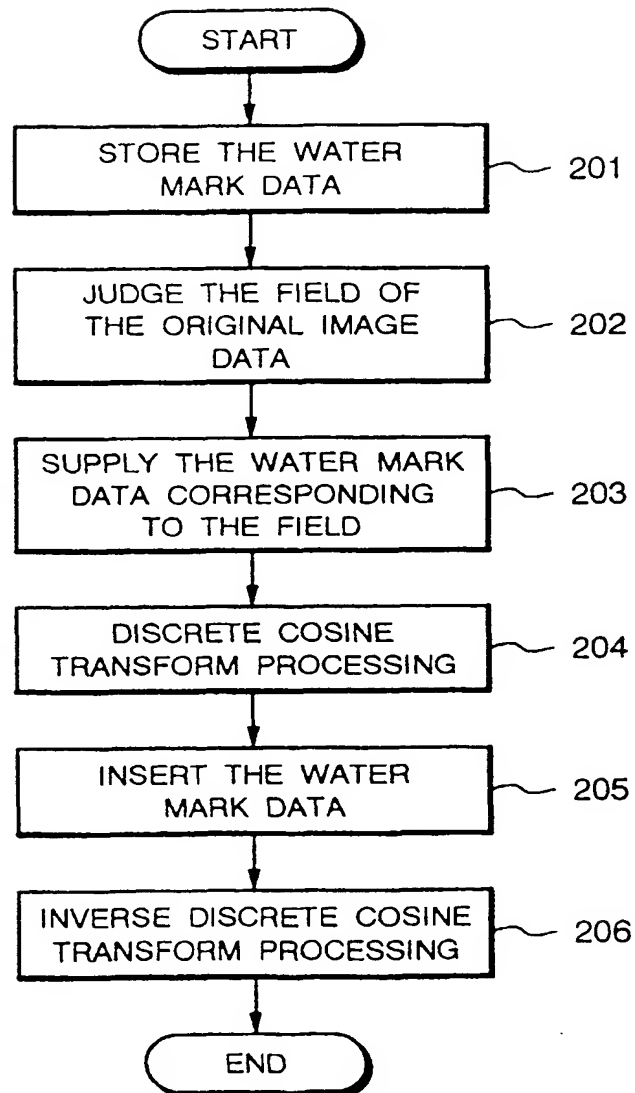 START
STORE THE WATER
MARK DATA
201
JUDGE THE FIELD OF
THE ORIGINAL IMAGE
DATA
202
SUPPLY THE WATER MARK
DATA CORRESPONDING
TO THE FIELD
203
DISCRETE COSINE
TRANSFORM PROCESSING
204
INSERT THE WATER
MARK DATA
205
INVERSE DISCRETE COSINE
TRANSFORM PROCESSING
206
END